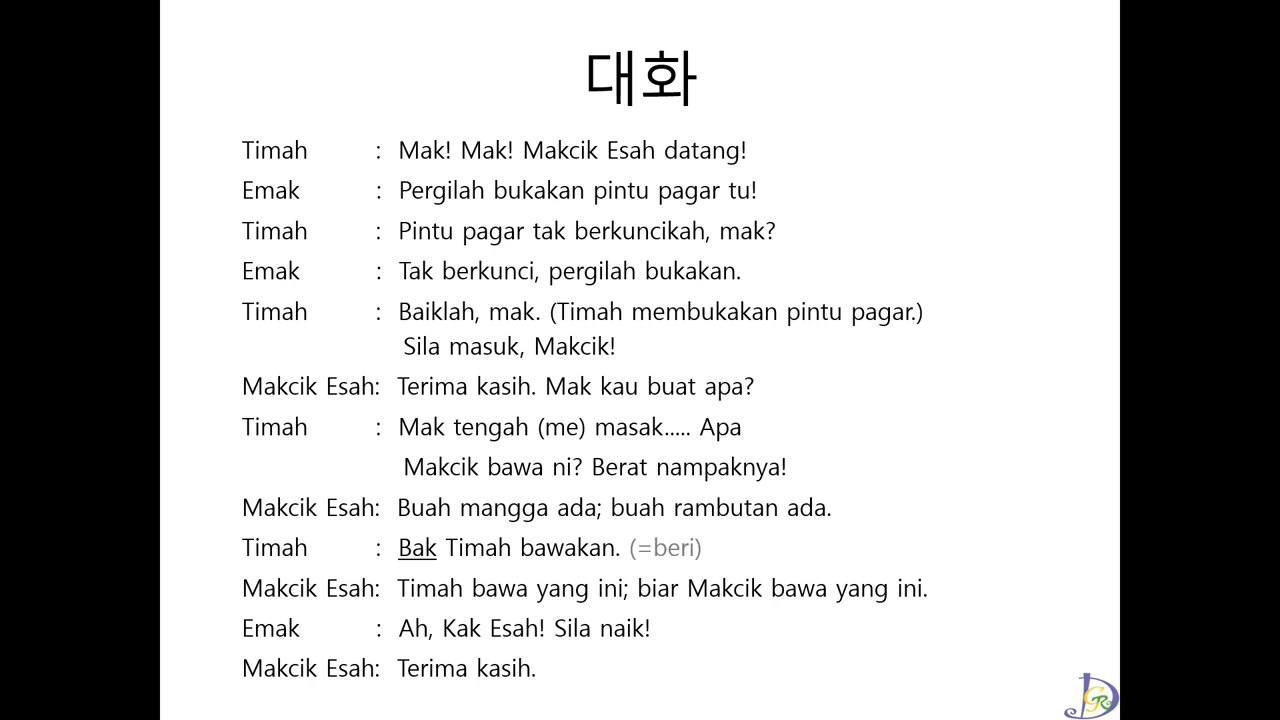 대화
Timah : Mak! Mak! Makcik Esah datang!
Emak : Pergilah bukakan pintu pagar tu!
Timah : Pintu pagar tak berkuncikah, mak?
Emak : Tak berkunci, pergilah bukakan.
Timah : Baiklah, mak. (Timah membukakan pintu pagar.)
Sila masuk, Makcik!
Makcik Esah: Terima kasih. Mak kau buat apa?
Timah : Mak tengah (me) masak..... Apa
Makcik bawa ni? Berat nampaknya!
Makcik Esah: Buah mangga ada; buah rambutan ada.
Timah : Bak Timah bawakan. (=beri)
Makcik Esah: Timah bawa yang ini; biar Makcik bawa yang ini.
Emak : Ah, Kak Esah! Sila naik!
Makcik Esah: Terima kasih.